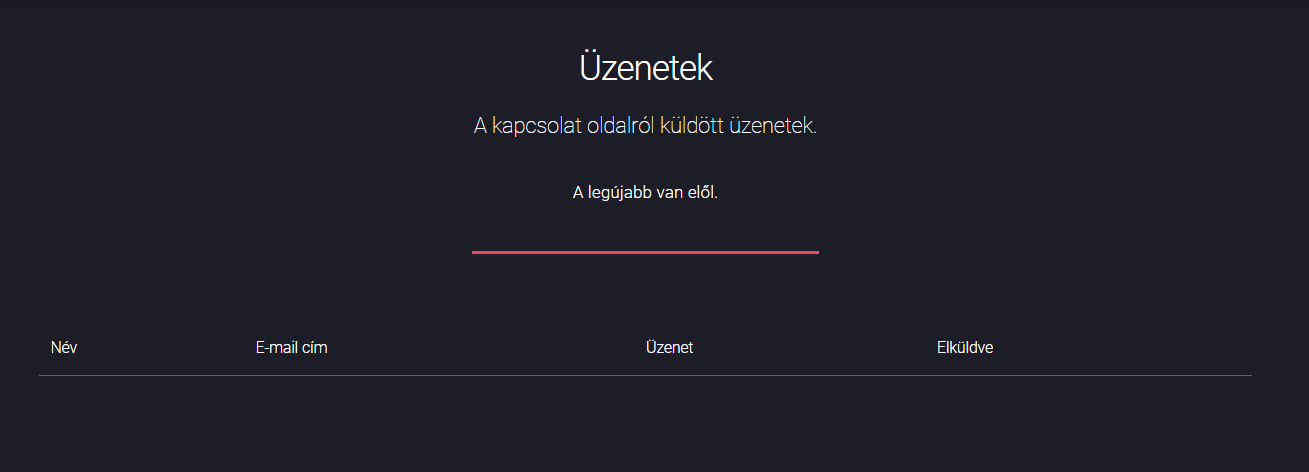 Üzenetek
A kapcsolat oldalról küldött üzenetek.
A legújabb van elől.
Név E-mail cím Üzenet Elküldve